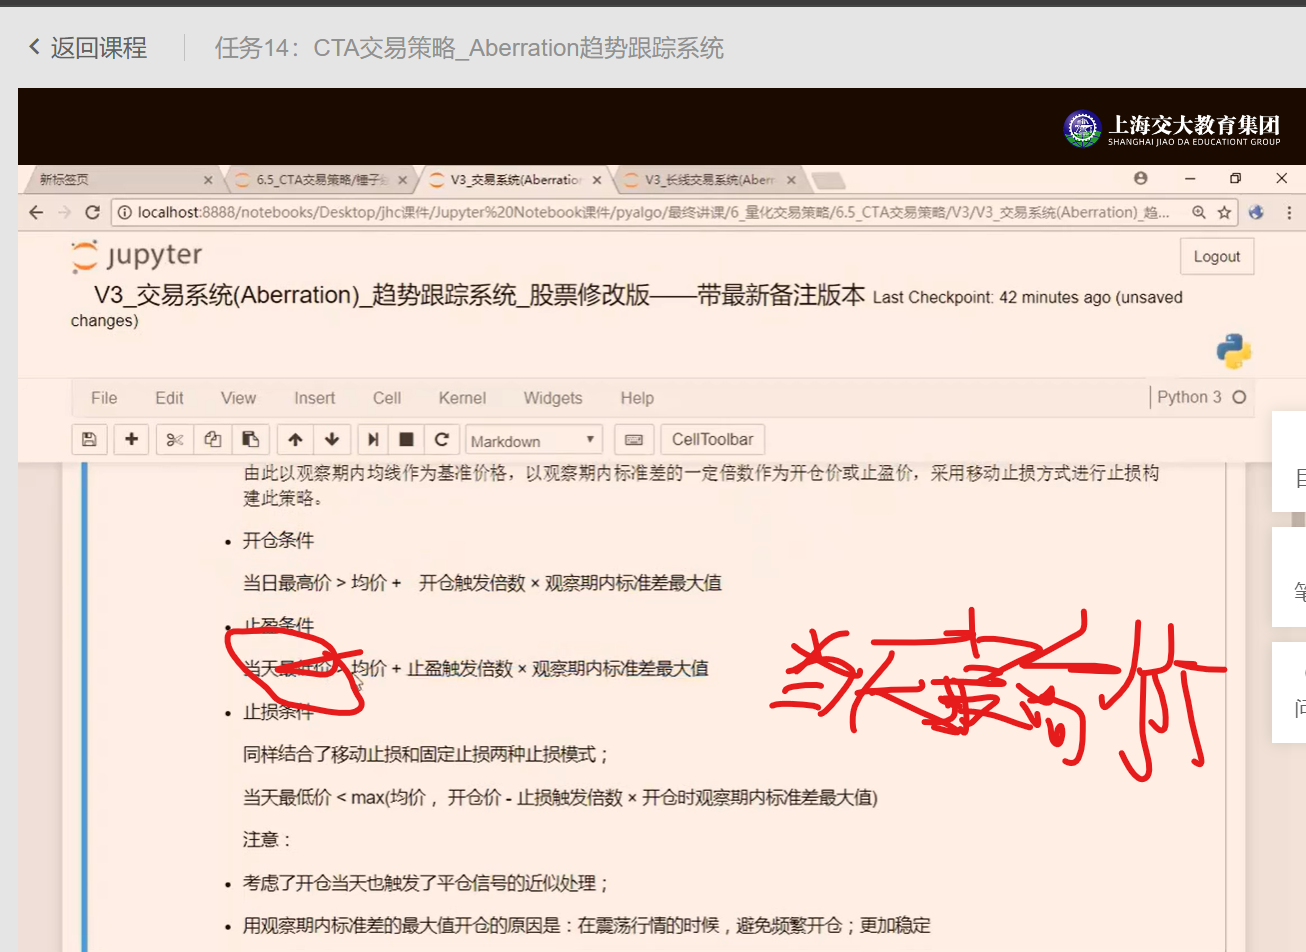 返回课程
任务14：CTA交易策略_Aberration趋势跟踪系统
上海交大教育集团
SHANGHAI JIAO DA EDUCATIONT GROUP
新标签页
6.5_CTA交易策略/锤子
V3_交易系统(Aberration
V3_长线交易系统(Aberr
localhost:8888/notebooks/Desktop/jhc课件/Jupyter%20Notebook课件/pyalgo/最终讲课/6_量化交易策略/6.5_CTA交易策略/V3/V3_交易系统(Aberration)_趋...
jupyter
Logout
V3_交易系统(Aberration)_趋势跟踪系统_股票修改版——带最新备注版本 Last Checkpoint: 42 minutes ago (unsaved
changes)
File Edit View Insert Cell Kernel Widgets Help
Python 3
Markdown
CellToolbar
由此以观察期内均线作为基准价格，以观察期内标准差的一定倍数作为开仓价或止盈价，采用移动止损方式进行止损构
建此策略。
开仓条件
当日最高价 > 均价 + 开仓触发倍数 × 观察期内标准差最大值
止盈条件
当天最低价 > 均价 + 止盈触发倍数 × 观察期内标准差最大值
当天最高价
止损条件
同样结合了移动止损和固定止损两种止损模式；
当天最低价 < max(均价 ，开仓价 - 止损触发倍数 × 开仓时观察期内标准差最大值)
注意：
考虑了开仓当天也触发了平仓信号的近似处理；
用观察期内标准差的最大值开仓的原因是：在震荡行情的时候，避免频繁开仓；更加稳定